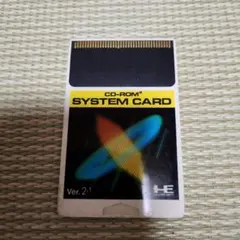 CD-ROM²
SYSTEM CARD
Ver. 2.1
HE